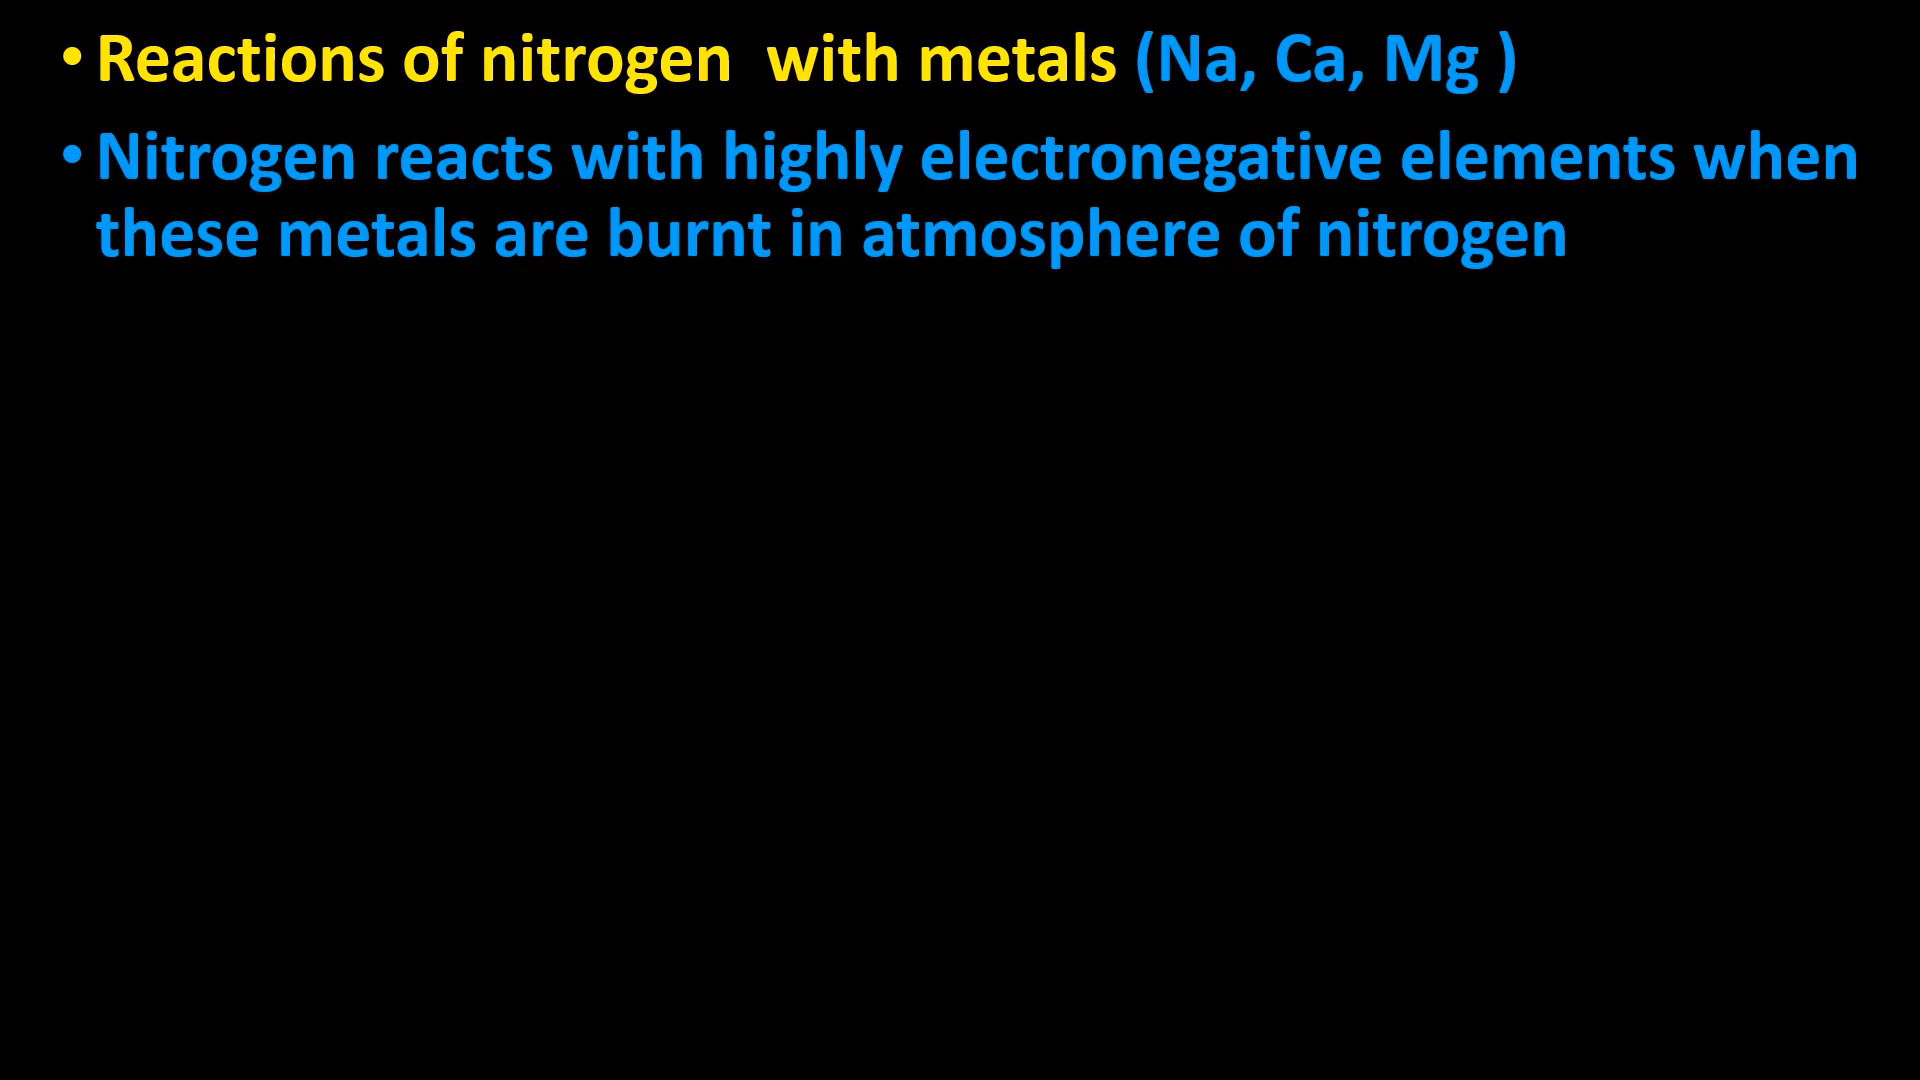 • Reactions of nitrogen  with metals (Na, Ca, Mg )
• Nitrogen reacts with highly electronegative elements when
these metals are burnt in atmosphere of nitrogen